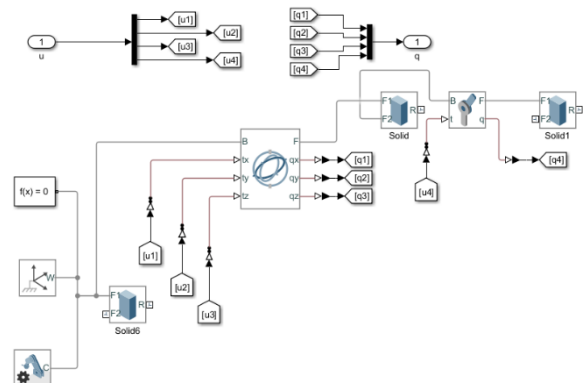 [u1]
[u2]
[u3]
[u4]
1
u
[q1]
[q2]
[q3]
[q4]
1
q
F1
F2
R
Solid
B
F
t
q
F1
F2
R
Solid1
[u4]
[q4]
B
F
tx
qx
[q1]
ty
qy
[q2]
tz
qz
[q3]
f(x) = 0
[u1]
[u2]
[u3]
W
F1
F2
R
Solid6
C